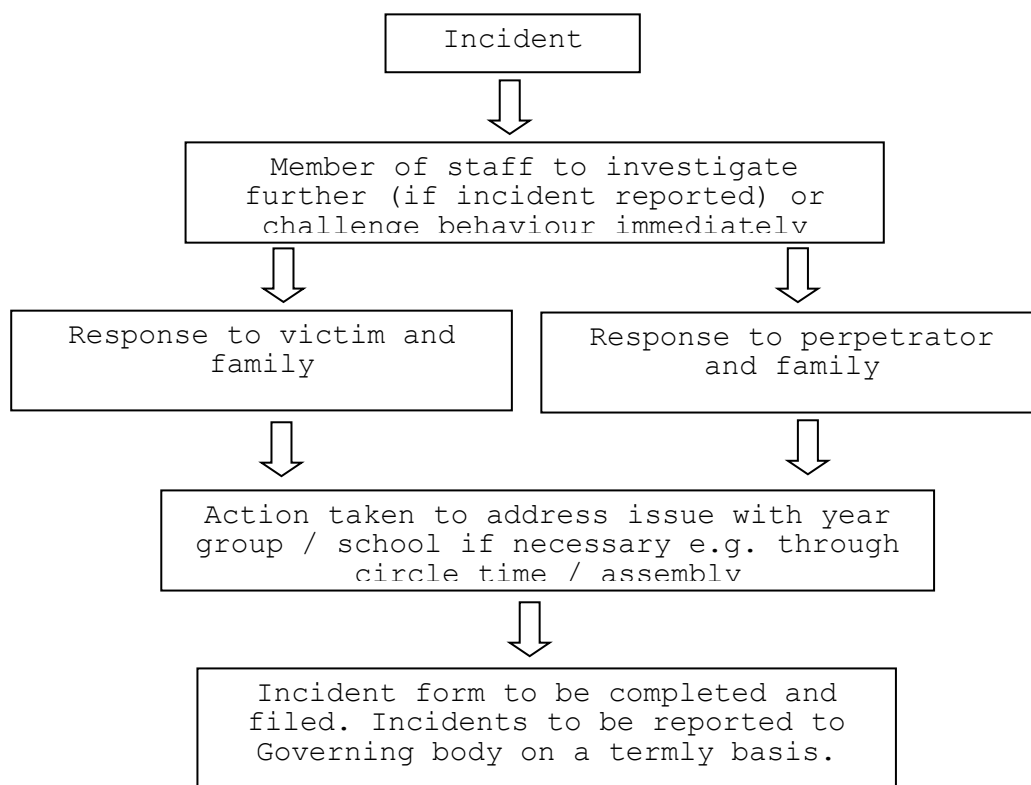 Incident
Member of staff to investigate
further (if incident reported) or
challenge behaviour immediately
Response to victim and
family
Response to perpetrator
and family
Action taken to address issue with year
group / school if necessary e.g. through
circle time / assembly
Incident form to be completed and
filed. Incidents to be reported to
Governing body on a termly basis.